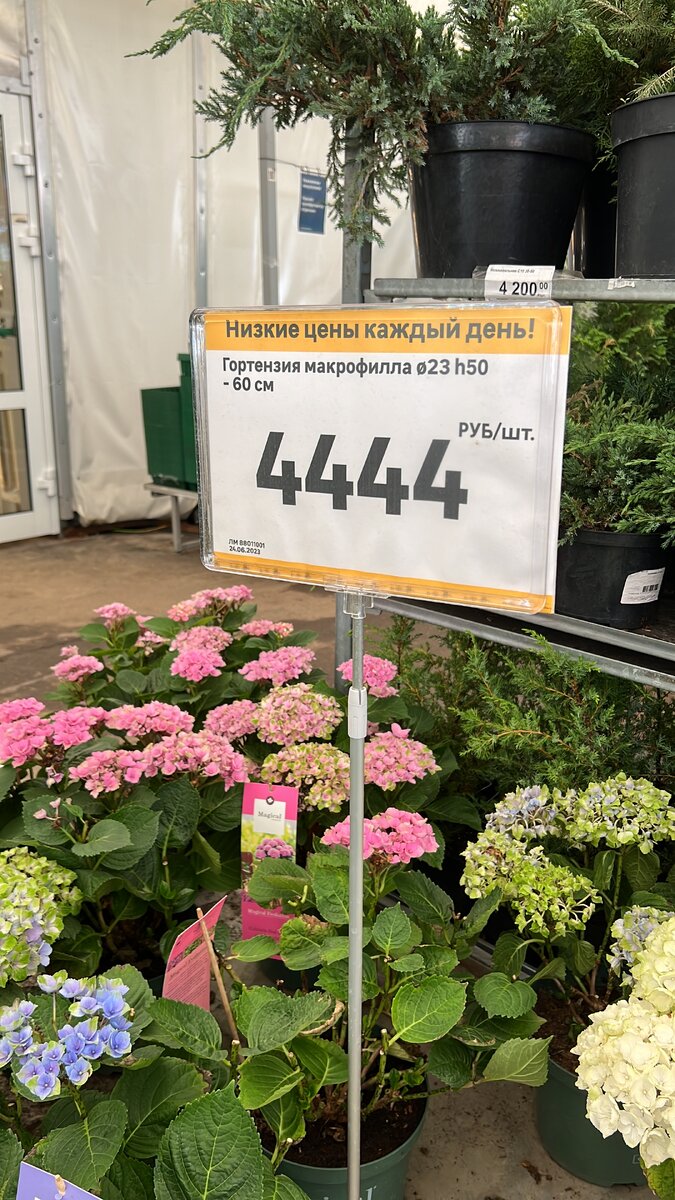 4 200 00
Низкие цены каждый день!
Гортензия макрофилла ø23 h50
- 60 см
РУБ/шт.
4444
ЛМ 88011001
24.06.2023
Magical